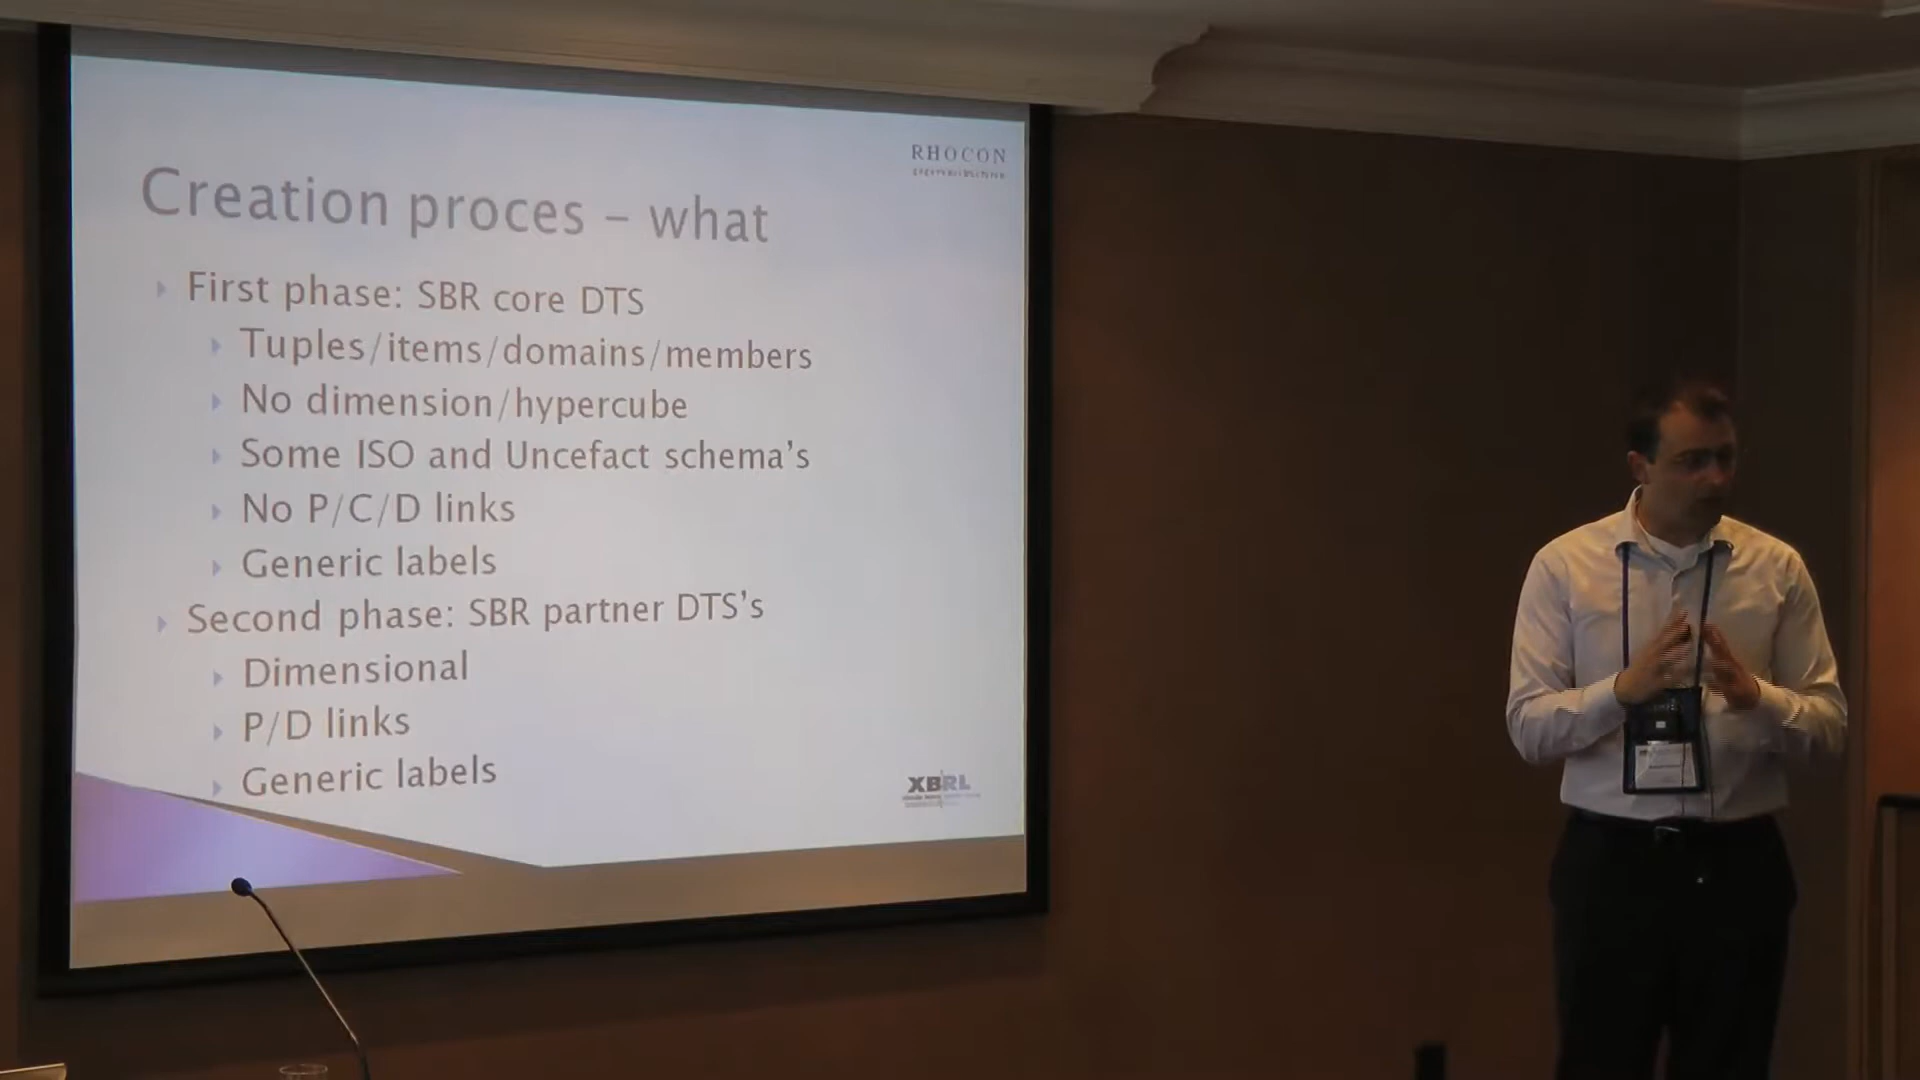 RHOCON
Creation proces – what
First phase: SBR core DTS
Tuples/items/domains/members
No dimension/hypercube
Some ISO and Uncefact schema's
No P/C/D links
Generic labels
Second phase: SBR partner DTS's
Dimensional
P/D links
Generic labels
XBRL